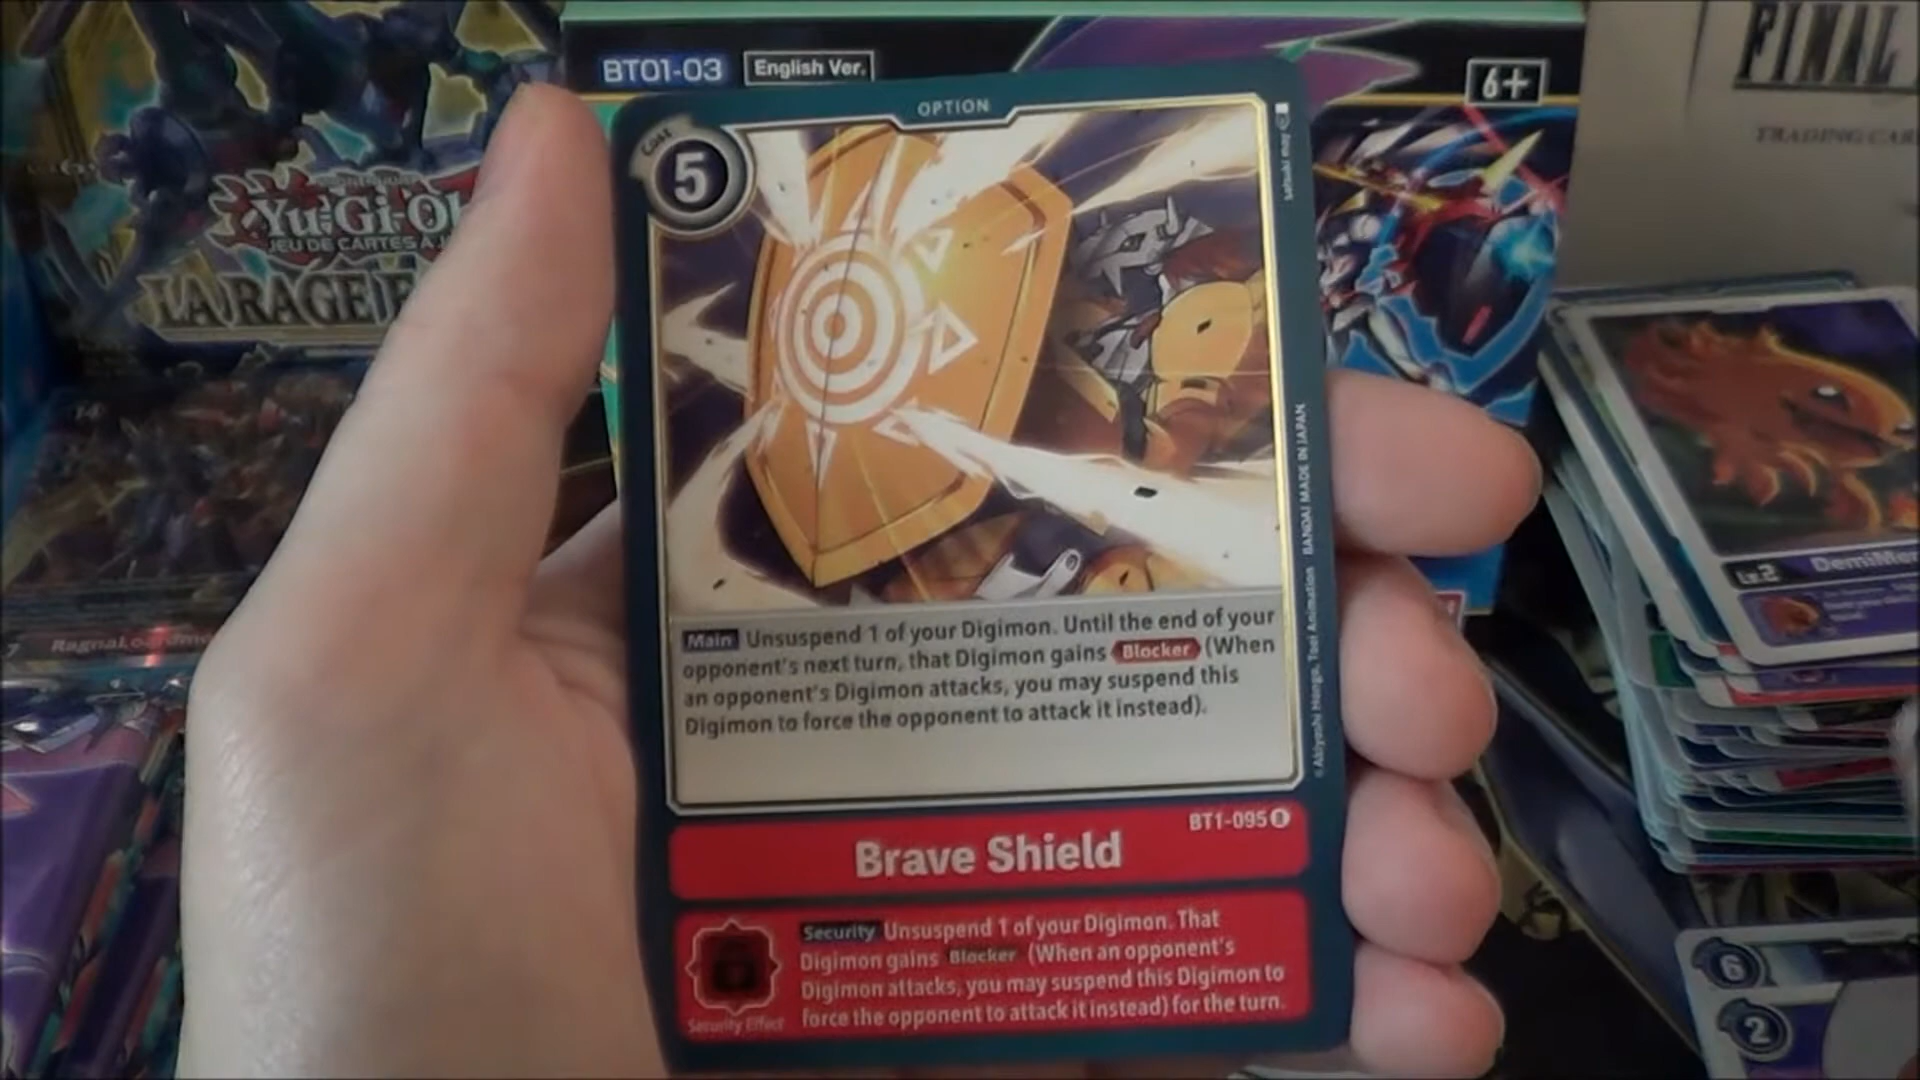 BT01-03
English Ver.
6+
FINAL
TRADING CAR
Yu-Gi-Oh
JEU DE CARTES À J
LA RAGE
OPTION
Cost
5
Main Unsuspend 1 of your Digimon. Until the end of your
opponent's next turn, that Digimon gains Blocker (When
an opponent's Digimon attacks, you may suspend this
Digimon to force the opponent to attack it instead).
©Akiyoshi Hongo, Toei Animation BANDAI MADE IN JAPAN
BT1-095 R
Brave Shield
Security Unsuspend 1 of your Digimon. That
Digimon gains Blocker (When an opponent's
Digimon attacks, you may suspend this Digimon to
force the opponent to attack it instead) for the turn.
Security Effect
Lv.2
DemiMe
6
2